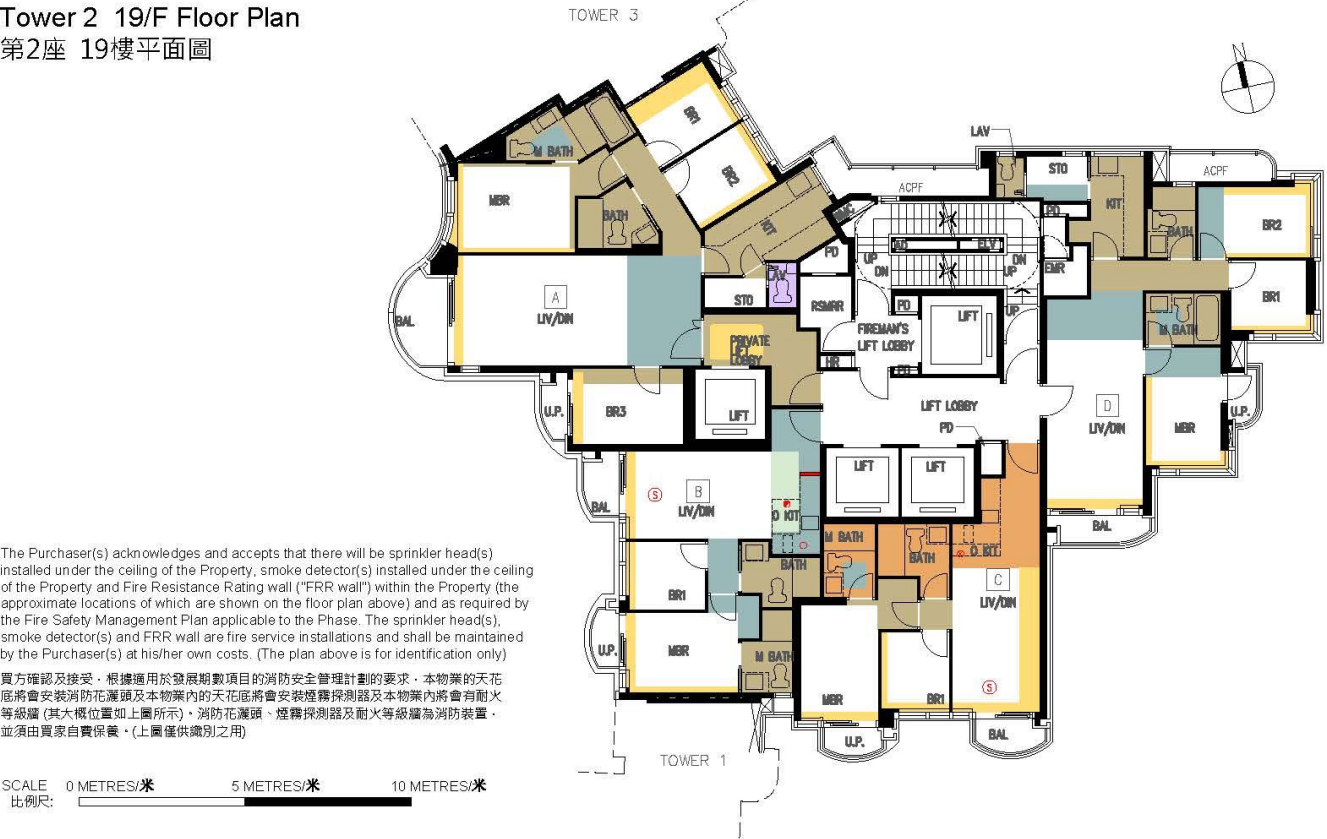 Tower 2 19/F Floor Plan
第2座 19樓平面圖
TOWER 3
LAV
STO
ACPF
ACPF
BR1
M BATH
BR2
MBR
KIT
PD
KIT
BATH
BR2
BATH
AD
ELV
UP
DN
DN
UP
PD
EMR
LAV
BR1
A
LIV/DIN
STO
RSMRR
PD
LIFT
UP
M BATH
BAL
PRIVATE
LIFT
LOBBY
FIREMAN'S
LIFT LOBBY
HR
PD
U.P.
BR3
LIFT
LIFT LOBBY
D
LIV/DIN
MBR
U.P.
PD
LIFT
LIFT
S
B
LIV/DIN
BAL
O KIT
BAL
M BATH
BATH
O. KIT
BATH
C
LIV/DIN
BR1
U.P.
MBR
M BATH
MBR
BR1
S
U.P.
BAL
TOWER 1
The Purchaser(s) acknowledges and accepts that there will be sprinkler head(s)
installed under the ceiling of the Property, smoke detector(s) installed under the ceiling
of the Property and Fire Resistance Rating wall ("FRR wall") within the Property (the
approximate locations of which are shown on the floor plan above) and as required by
the Fire Safety Management Plan applicable to the Phase. The sprinkler head(s),
smoke detector(s) and FRR wall are fire service installations and shall be maintained
by the Purchaser(s) at his/her own costs. (The plan above is for identification only)
買方確認及接受，根據適用於發展期數項目的消防安全管理計劃的要求，本物業的天花
底將會安裝消防花灑頭及本物業內的天花底將會安裝煙霧探測器及本物業內將會有耐火
等級牆 (其大概位置如上圖所示)。消防花灑頭、煙霧探測器及耐火等級牆為消防裝置，
並須由買家自費保養。(上圖僅供識別之用)
SCALE 0 METRES/米 5 METRES/米 10 METRES/米
比例尺: